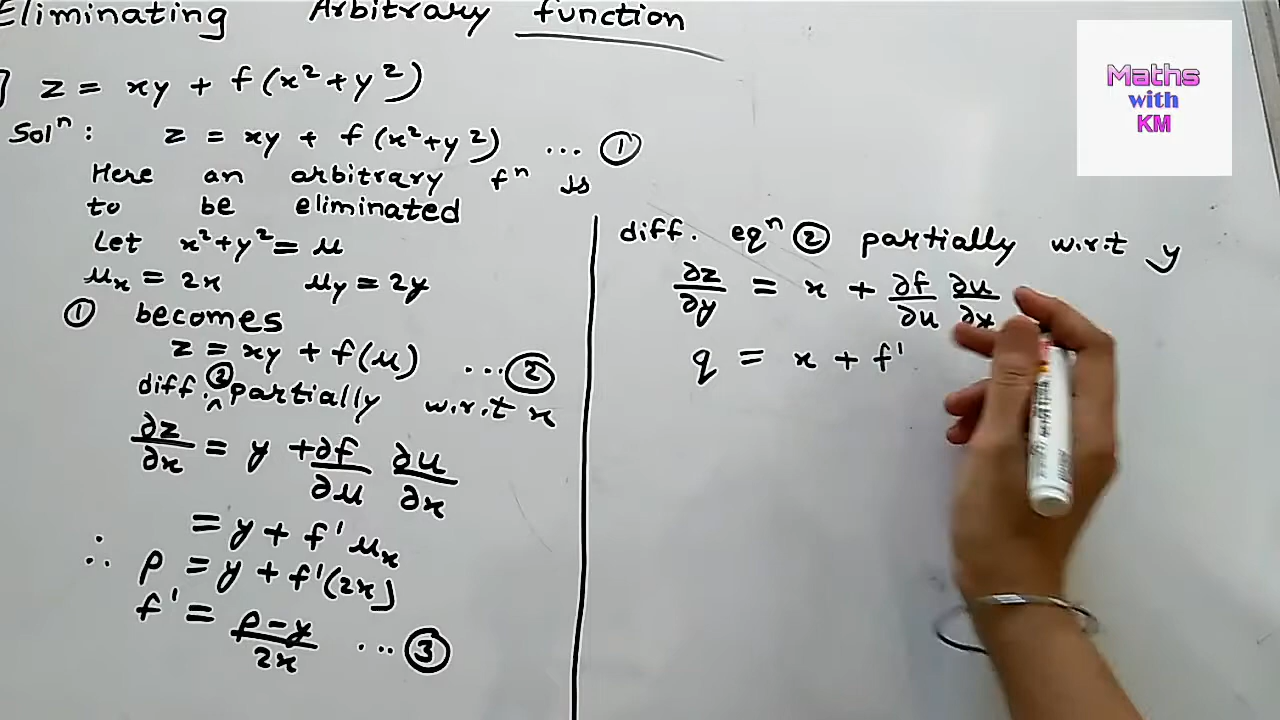 Eliminating Arbitrary function
] z = xy + f(x²+y²)
Solⁿ: z = xy + f(x²+y²) ... ①
Here an arbitrary fⁿ is
to be eliminated
Let x²+y² = u
uₓ = 2x u_y = 2y
① becomes
z = xy + f(u) ... ②
diff. ② ^ partially w.r.t x
∂z/∂x = y + ∂f/∂u ∂u/∂x
= y + f' uₓ
∴ p = y + f'(2x)
f' = p-y/2x ... ③
diff. eqⁿ ② partially w.r.t y
∂z/∂y = x + ∂f/∂u ∂u/∂x
q = x + f'
Maths
with
KM